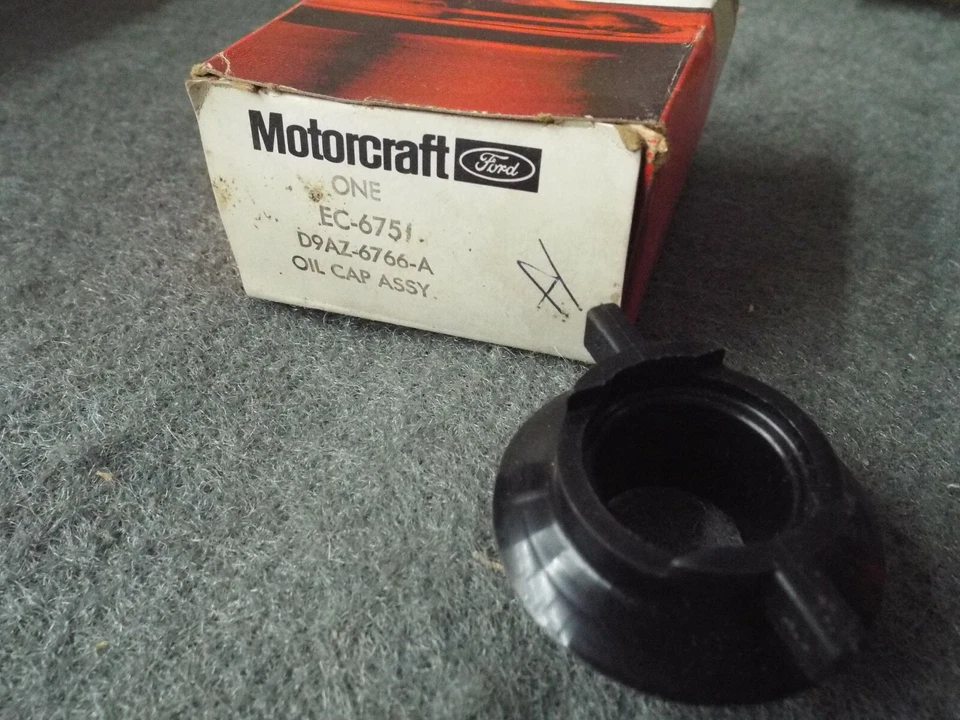 Motorcraft Ford
ONE
EC-6751
D9AZ-6766-A
OIL CAP ASSY